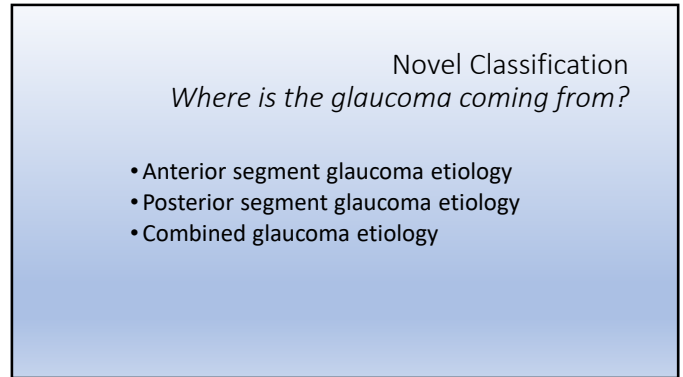 Novel Classification
Where is the glaucoma coming from?
• Anterior segment glaucoma etiology
• Posterior segment glaucoma etiology
• Combined glaucoma etiology